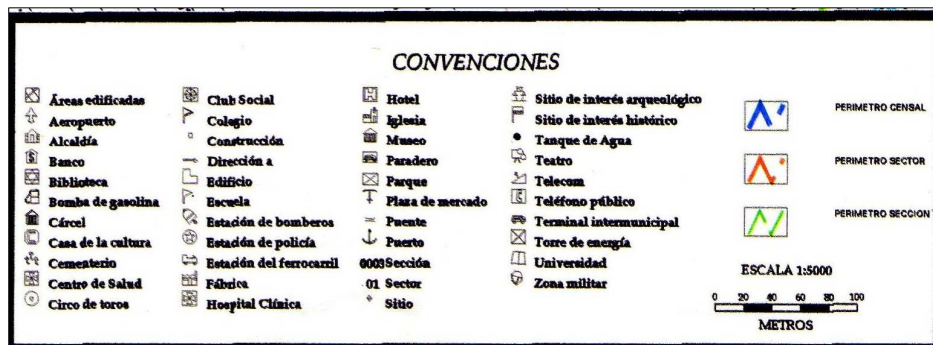 CONVENCIONES
Áreas edificadas
Aeropuerto
Alcaldía
Banco
Biblioteca
Bomba de gasolina
Cárcel
Casa de la cultura
Cementerio
Centro de Salud
Circo de toros
Club Social
Colegio
Construcción
Dirección a
Edificio
Escuela
Estación de bomberos
Estación de policía
Estación del ferrocarril
Fábrica
Hospital Clínica
Hotel
Iglesia
Museo
Paradero
Parque
Plaza de mercado
Puente
Puerto
0003 Sección
01 Sector
Sitio
Sitio de interés arqueológico
Sitio de interés histórico
Tanque de Agua
Teatro
Telecom
Teléfono público
Terminal intermunicipal
Torre de energía
Universidad
Zona militar
PERIMETRO CENSAL
PERIMETRO SECTOR
PERIMETRO SECCION
ESCALA 1:5000
0 20 40 60 80 100
METROS